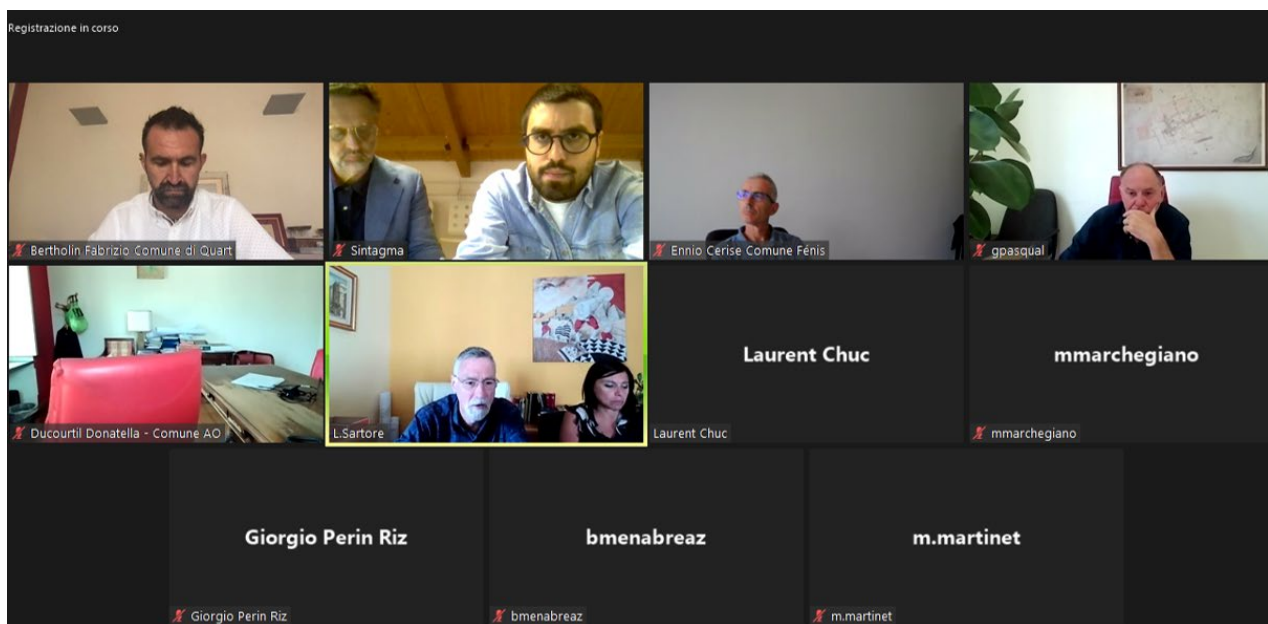 Registrazione in corso
Bertholin Fabrizio Comune di Quart
Sintagma
Ennio Cerise Comune Fénis
gpasqual
Ducourtil Donatella - Comune AO
L.Sartore
Laurent Chuc
Laurent Chuc
mmarchegiano
mmarchegiano
Giorgio Perin Riz
Giorgio Perin Riz
bmenabreaz
bmenabreaz
m.martinet
m.martinet